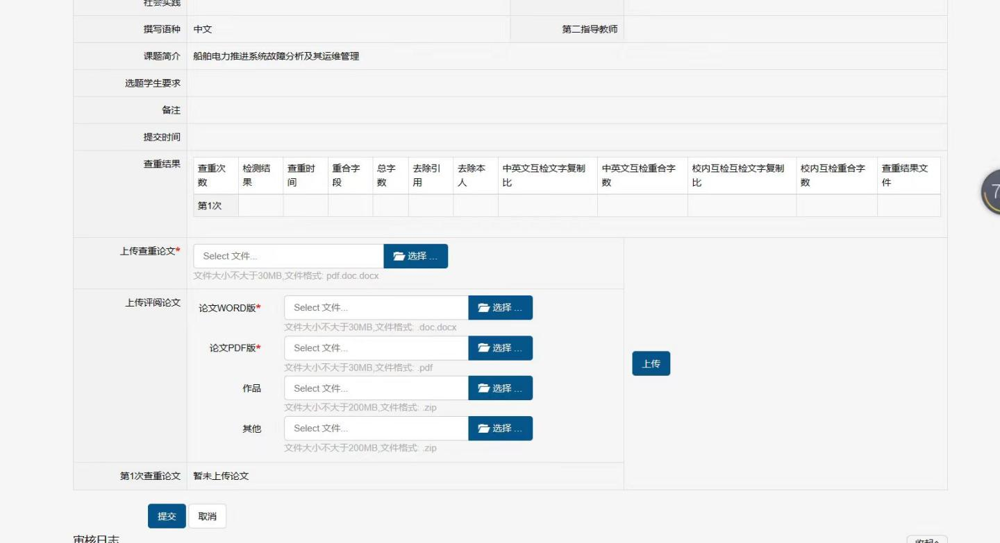 社会实践
撰写语种 中文 第二指导教师
课题简介 船舶电力推进系统故障分析及其运维管理
选题学生要求
备注
提交时间
查重结果
查重次数 检测结果 查重时间 重合字段 总字数 去除引用 去除本人 中英文互检文字复制比 中英文互检重合字数 校内互检互检文字复制比 校内互检重合字数 查重结果文件
第1次
上传查重论文* Select 文件... 选择 ...
文件大小不大于30MB,文件格式: pdf.doc.docx
上传评阅论文 论文WORD版* Select 文件... 选择 ...
文件大小不大于30MB,文件格式: .doc.docx
论文PDF版* Select 文件... 选择 ...
文件大小不大于30MB,文件格式: .pdf
上传
作品 Select 文件... 选择 ...
文件大小不大于200MB,文件格式: .zip
其他 Select 文件... 选择 ...
文件大小不大于200MB,文件格式: .zip
第1次查重论文 暂未上传论文
提交 取消
审核日志 收起
7